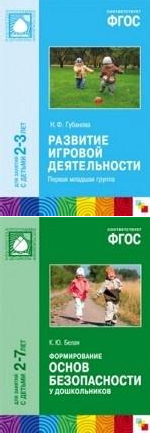 соответствует
ФГОС
Н. Ф. Губанова
РАЗВИТИЕ
ИГРОВОЙ
ДЕЯТЕЛЬНОСТИ
Первая младшая группа
ДЛЯ ЗАНЯТИЙ
С ДЕТЬМИ 2-3 ЛЕТ
соответствует
ФГОС
К. Ю. Белая
ФОРМИРОВАНИЕ
ОСНОВ
БЕЗОПАСНОСТИ
У ДОШКОЛЬНИКОВ
ДЛЯ ЗАНЯТИЙ
С ДЕТЬМИ 2-7 ЛЕТ